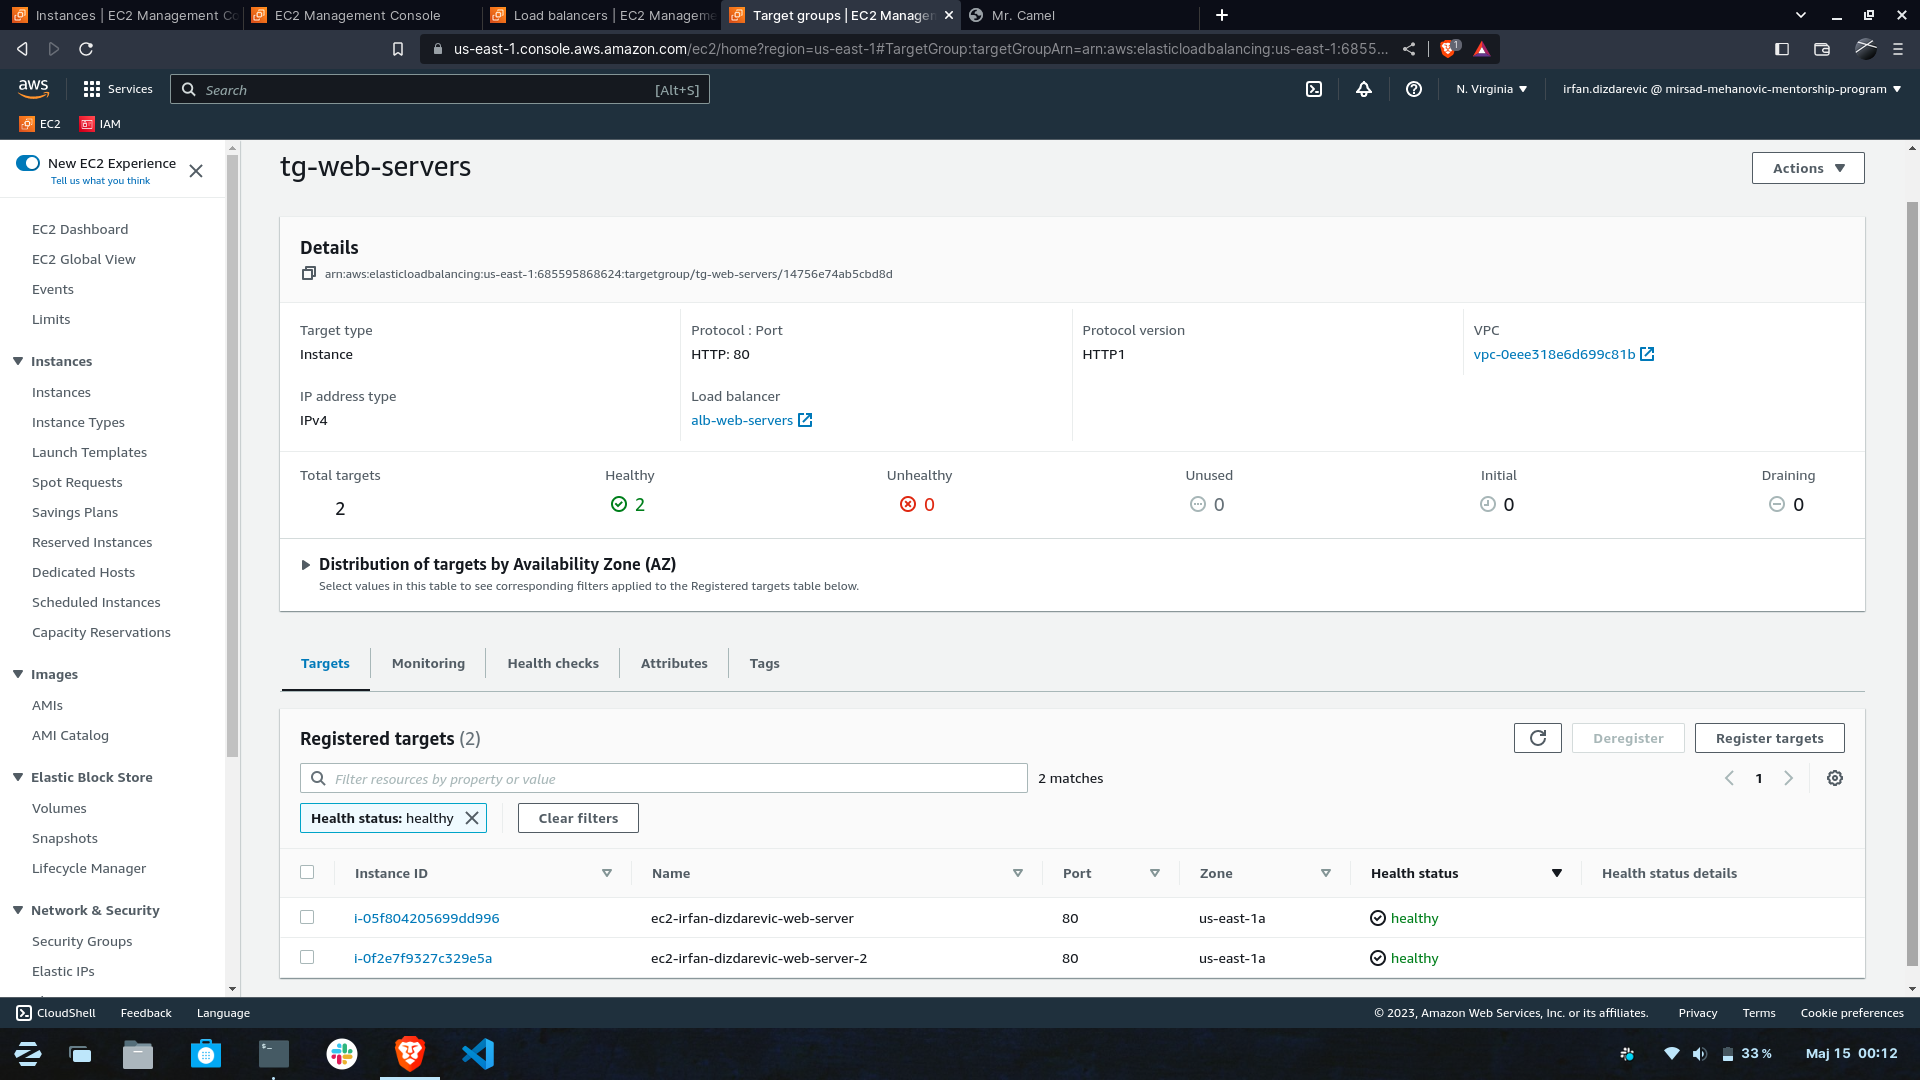 Instances | EC2 Management Co
EC2 Management Console
Load balancers | EC2 Manageme
Target groups | EC2 Manager
Mr. Camel
us-east-1.console.aws.amazon.com/ec2/home?region=us-east-1#TargetGroup:targetGroupArn=arn:aws:elasticloadbalancing:us-east-1:6855...
1
aws
Services
Search
[Alt+S]
N. Virginia
irfan.dizdarevic @ mirsad-mehanovic-mentorship-program
EC2
IAM
New EC2 Experience
Tell us what you think
EC2 Dashboard
EC2 Global View
Events
Limits
Instances
Instances
Instance Types
Launch Templates
Spot Requests
Savings Plans
Reserved Instances
Dedicated Hosts
Scheduled Instances
Capacity Reservations
Images
AMIs
AMI Catalog
Elastic Block Store
Volumes
Snapshots
Lifecycle Manager
Network & Security
Security Groups
Elastic IPs
tg-web-servers
Actions
Details
arn:aws:elasticloadbalancing:us-east-1:685595868624:targetgroup/tg-web-servers/14756e74ab5cbd8d
Target type
Instance
Protocol : Port
HTTP: 80
Protocol version
HTTP1
VPC
vpc-0eee318e6d699c81b
IP address type
IPv4
Load balancer
alb-web-servers
Total targets
2
Healthy
2
Unhealthy
0
Unused
0
Initial
0
Draining
0
Distribution of targets by Availability Zone (AZ)
Select values in this table to see corresponding filters applied to the Registered targets table below.
Targets
Monitoring
Health checks
Attributes
Tags
Registered targets (2)
Deregister
Register targets
Filter resources by property or value
2 matches
1
Health status: healthy
Clear filters
Instance ID
Name
Port
Zone
Health status
Health status details
i-05f804205699dd996
ec2-irfan-dizdarevic-web-server
80
us-east-1a
healthy
i-0f2e7f9327c329e5a
ec2-irfan-dizdarevic-web-server-2
80
us-east-1a
healthy
CloudShell
Feedback
Language
© 2023, Amazon Web Services, Inc. or its affiliates.
Privacy
Terms
Cookie preferences
33 %
Maj 15 00:12